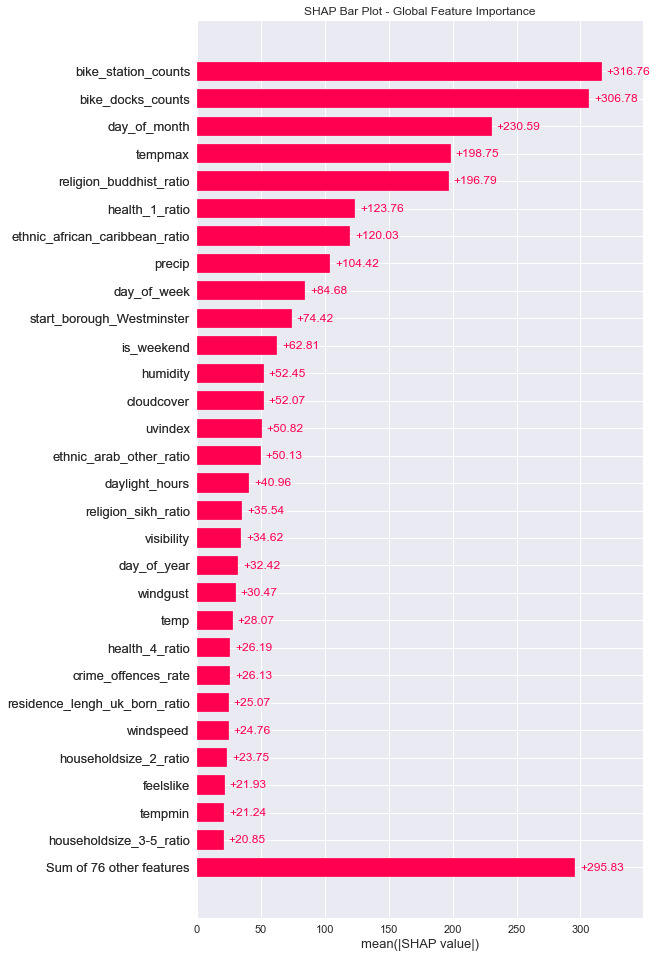 SHAP Bar Plot - Global Feature Importance
bike_station_counts +316.76
bike_docks_counts +306.78
day_of_month +230.59
tempmax +198.75
religion_buddhist_ratio +196.79
health_1_ratio +123.76
ethnic_african_caribbean_ratio +120.03
precip +104.42
day_of_week +84.68
start_borough_Westminster +74.42
is_weekend +62.81
humidity +52.45
cloudcover +52.07
uvindex +50.82
ethnic_arab_other_ratio +50.13
daylight_hours +40.96
religion_sikh_ratio +35.54
visibility +34.62
day_of_year +32.42
windgust +30.47
temp +28.07
health_4_ratio +26.19
crime_offences_rate +26.13
residence_lengh_uk_born_ratio +25.07
windspeed +24.76
householdsize_2_ratio +23.75
feelslike +21.93
tempmin +21.24
householdsize_3-5_ratio +20.85
Sum of 76 other features +295.83
0 50 100 150 200 250 300
mean(|SHAP value|)